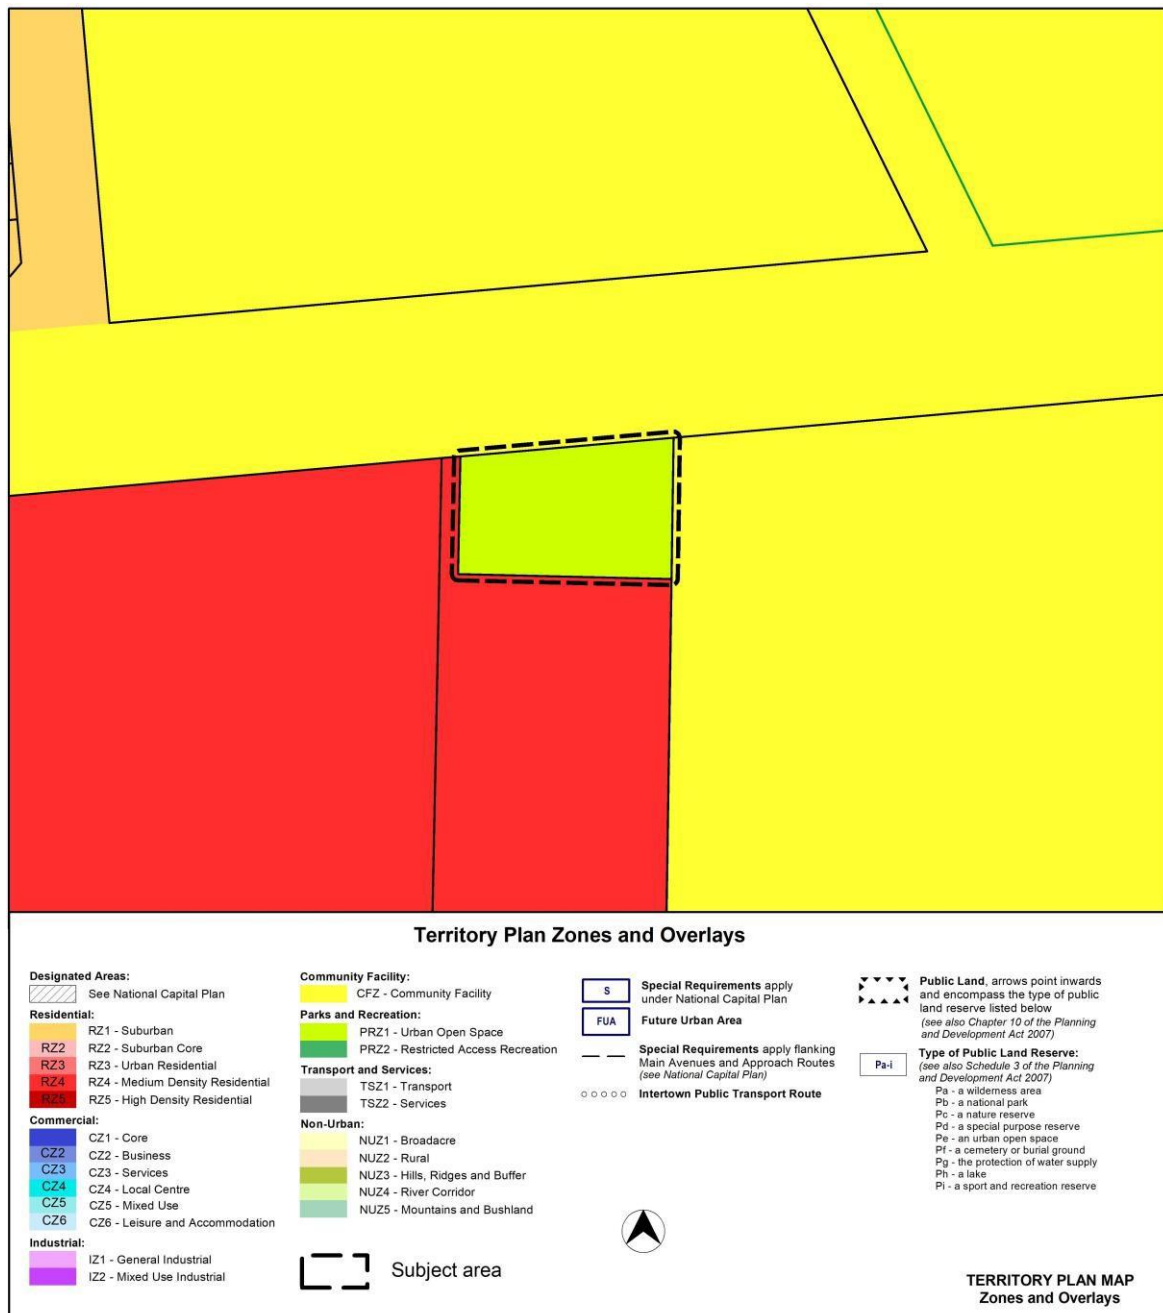 Territory Plan Zones and Overlays
Designated Areas:
See National Capital Plan
Residential:
RZ1 - Suburban
RZ2 RZ2 - Suburban Core
RZ3 RZ3 - Urban Residential
RZ4 RZ4 - Medium Density Residential
RZ5 RZ5 - High Density Residential
Commercial:
CZ1 - Core
CZ2 CZ2 - Business
CZ3 CZ3 - Services
CZ4 CZ4 - Local Centre
CZ5 CZ5 - Mixed Use
CZ6 CZ6 - Leisure and Accommodation
Industrial:
IZ1 - General Industrial
IZ2 - Mixed Use Industrial
Community Facility:
CFZ - Community Facility
Parks and Recreation:
PRZ1 - Urban Open Space
PRZ2 - Restricted Access Recreation
Transport and Services:
TSZ1 - Transport
TSZ2 - Services
Non-Urban:
NUZ1 - Broadacre
NUZ2 - Rural
NUZ3 - Hills, Ridges and Buffer
NUZ4 - River Corridor
NUZ5 - Mountains and Bushland
Subject area
S Special Requirements apply
under National Capital Plan
FUA Future Urban Area
Special Requirements apply flanking
Main Avenues and Approach Routes
(see National Capital Plan)
Intertown Public Transport Route
Public Land, arrows point inwards
and encompass the type of public
land reserve listed below
(see also Chapter 10 of the Planning
and Development Act 2007)
Pa-i Type of Public Land Reserve:
(see also Schedule 3 of the Planning
and Development Act 2007)
Pa - a wilderness area
Pb - a national park
Pc - a nature reserve
Pd - a special purpose reserve
Pe - an urban open space
Pf - a cemetery or burial ground
Pg - the protection of water supply
Ph - a lake
Pi - a sport and recreation reserve
TERRITORY PLAN MAP
Zones and Overlays